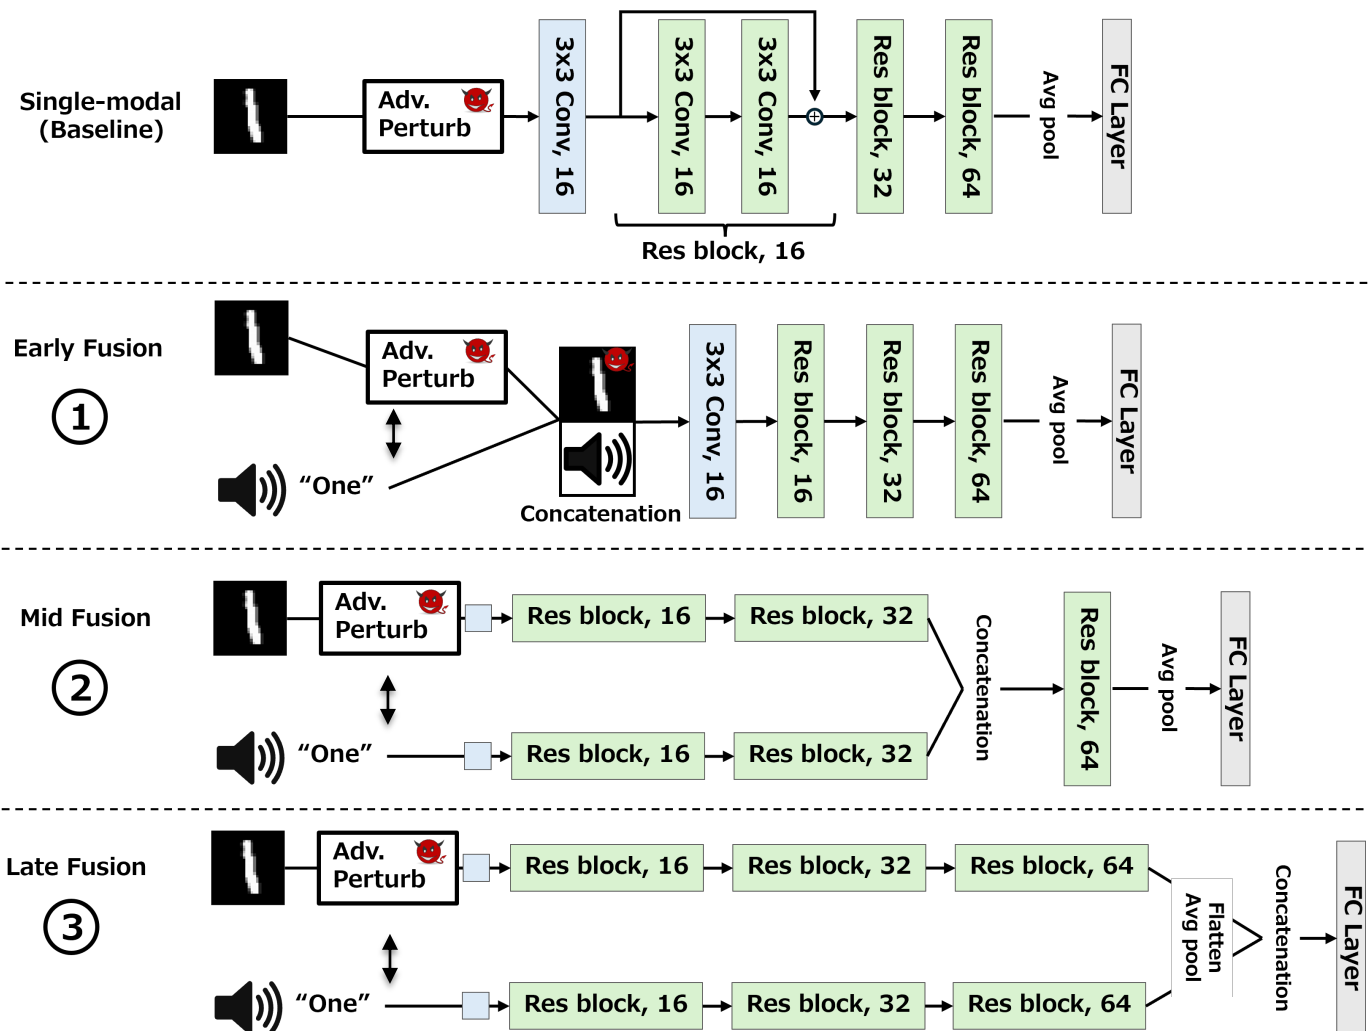 Single-modal
(Baseline)
Adv.
Perturb
3x3 Conv, 16
3x3 Conv, 16
3x3 Conv, 16
Res block, 32
Res block, 64
Avg pool
FC Layer
Res block, 16
Early Fusion
1
Adv.
Perturb
"One"
Concatenation
3x3 Conv, 16
Res block, 16
Res block, 32
Res block, 64
Avg pool
FC Layer
Mid Fusion
2
Adv.
Perturb
Res block, 16
Res block, 32
"One"
Res block, 16
Res block, 32
Concatenation
Res block, 64
Avg pool
FC Layer
Late Fusion
3
Adv.
Perturb
Res block, 16
Res block, 32
Res block, 64
"One"
Res block, 16
Res block, 32
Res block, 64
Flatten
Avg pool
Concatenation
FC Layer